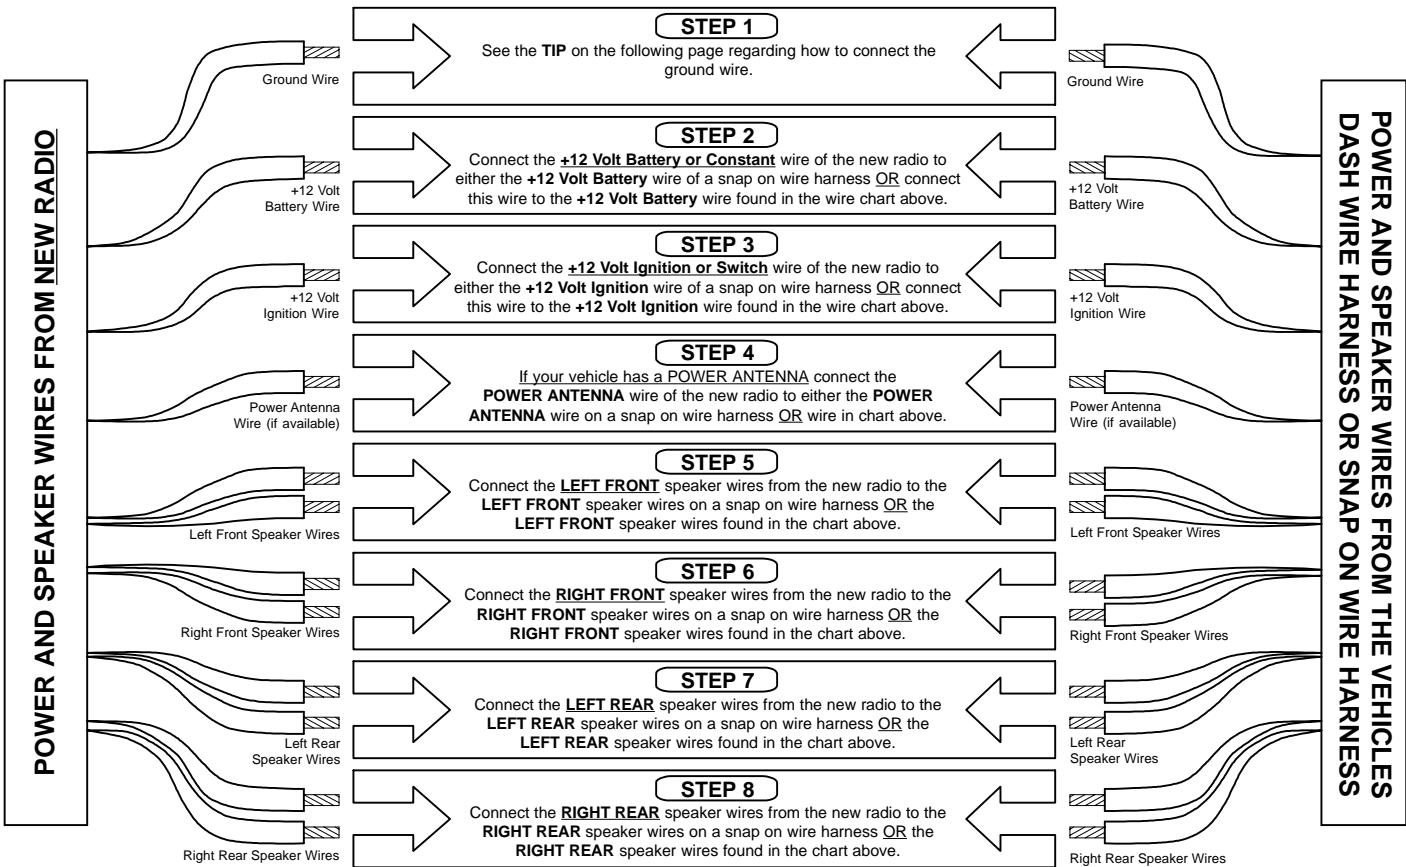 POWER AND SPEAKER WIRES FROM NEW RADIO
Ground Wire
+12 Volt
Battery Wire
+12 Volt
Ignition Wire
Power Antenna
Wire (if available)
Left Front Speaker Wires
Right Front Speaker Wires
Left Rear
Speaker Wires
Right Rear Speaker Wires
STEP 1
See the TIP on the following page regarding how to connect the
ground wire.
STEP 2
Connect the +12 Volt Battery or Constant wire of the new radio to
either the +12 Volt Battery wire of a snap on wire harness OR connect
this wire to the +12 Volt Battery wire found in the wire chart above.
STEP 3
Connect the +12 Volt Ignition or Switch wire of the new radio to
either the +12 Volt Ignition wire of a snap on wire harness OR connect
this wire to the +12 Volt Ignition wire found in the wire chart above.
STEP 4
If your vehicle has a POWER ANTENNA connect the
POWER ANTENNA wire of the new radio to either the POWER
ANTENNA wire on a snap on wire harness OR wire in chart above.
STEP 5
Connect the LEFT FRONT speaker wires from the new radio to the
LEFT FRONT speaker wires on a snap on wire harness OR the
LEFT FRONT speaker wires found in the chart above.
STEP 6
Connect the RIGHT FRONT speaker wires from the new radio to the
RIGHT FRONT speaker wires on a snap on wire harness OR the
RIGHT FRONT speaker wires found in the chart above.
STEP 7
Connect the LEFT REAR speaker wires from the new radio to the
LEFT REAR speaker wires on a snap on wire harness OR the
LEFT REAR speaker wires found in the chart above.
STEP 8
Connect the RIGHT REAR speaker wires from the new radio to the
RIGHT REAR speaker wires on a snap on wire harness OR the
RIGHT REAR speaker wires found in the chart above.
Ground Wire
+12 Volt
Battery Wire
+12 Volt
Ignition Wire
Power Antenna
Wire (if available)
Left Front Speaker Wires
Right Front Speaker Wires
Left Rear
Speaker Wires
Right Rear Speaker Wires
POWER AND SPEAKER WIRES FROM THE VEHICLES
DASH WIRE HARNESS OR SNAP ON WIRE HARNESS